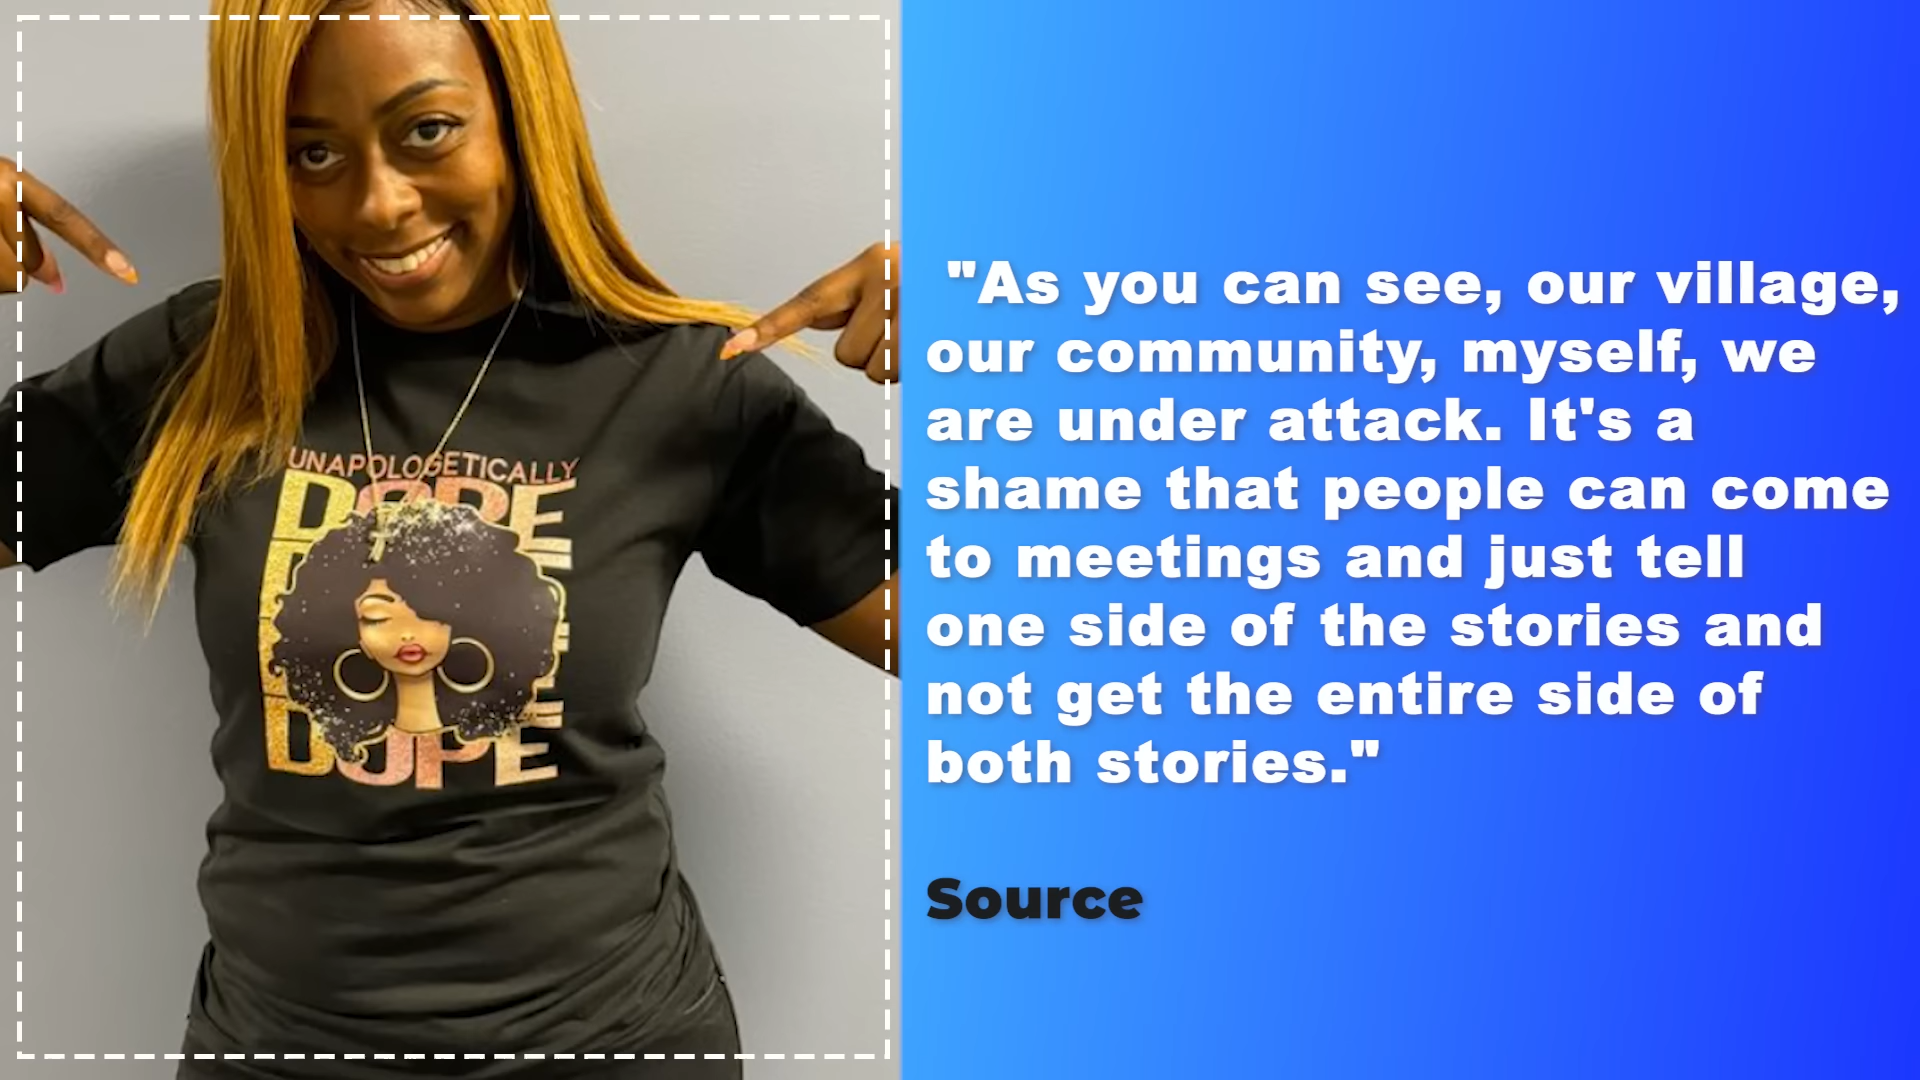 UNAPOLOGETICALLY
DOPE
DOPE
"As you can see, our village,
our community, myself, we
are under attack. It's a
shame that people can come
to meetings and just tell
one side of the stories and
not get the entire side of
both stories."
Source